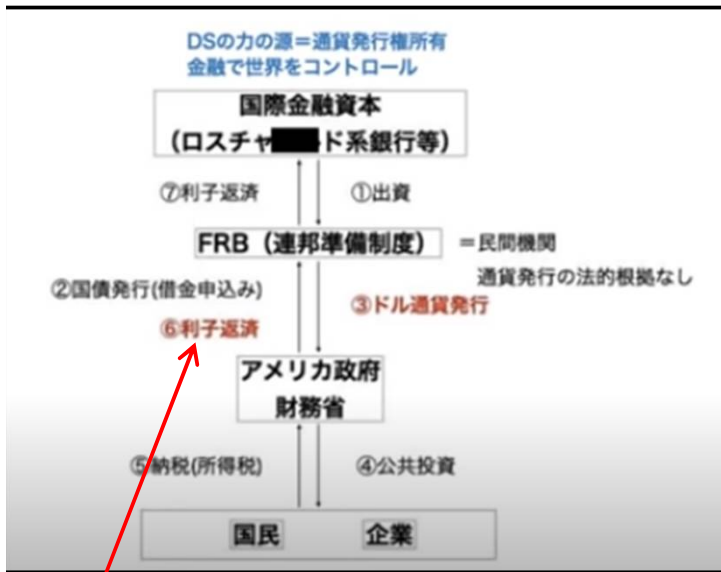 DSの力の源＝通貨発行権所有
金融で世界をコントロール
国際金融資本
（ロスチャ ド系銀行等）
⑦利子返済
①出資
FRB（連邦準備制度）
＝民間機関
通貨発行の法的根拠なし
②国債発行(借金申込み)
③ドル通貨発行
⑥利子返済
アメリカ政府
財務省
⑤納税(所得税)
④公共投資
国民
企業